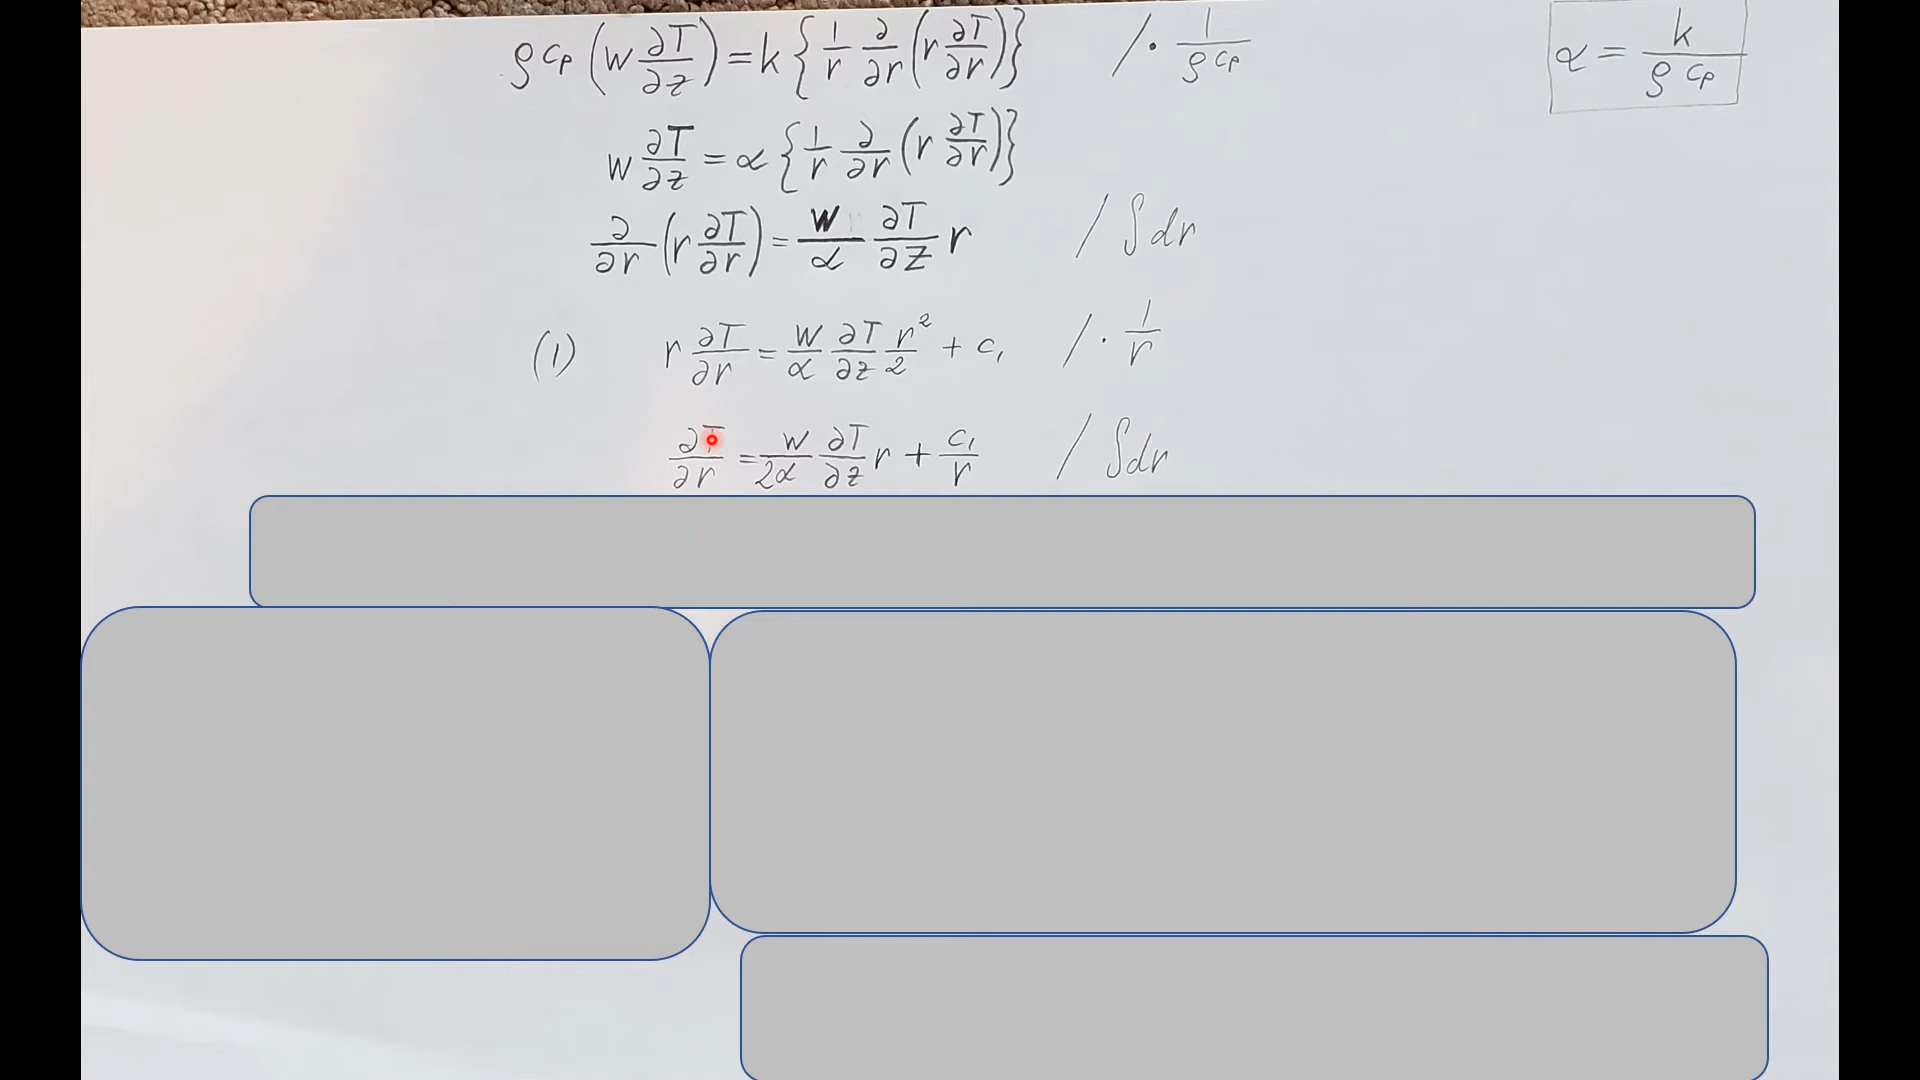 ρ c_p (w ∂T/∂z) = k {1/r ∂/∂r (r ∂T/∂r)} / · 1/(ρ c_p)
α = k/(ρ c_p)
w ∂T/∂z = α {1/r ∂/∂r (r ∂T/∂r)}
∂/∂r (r ∂T/∂r) = w/α ∂T/∂z r / ∫dr
(1) r ∂T/∂r = w/α ∂T/∂z r²/2 + c₁ / · 1/r
∂T/∂r = w/2α ∂T/∂z r + c₁/r / ∫dr